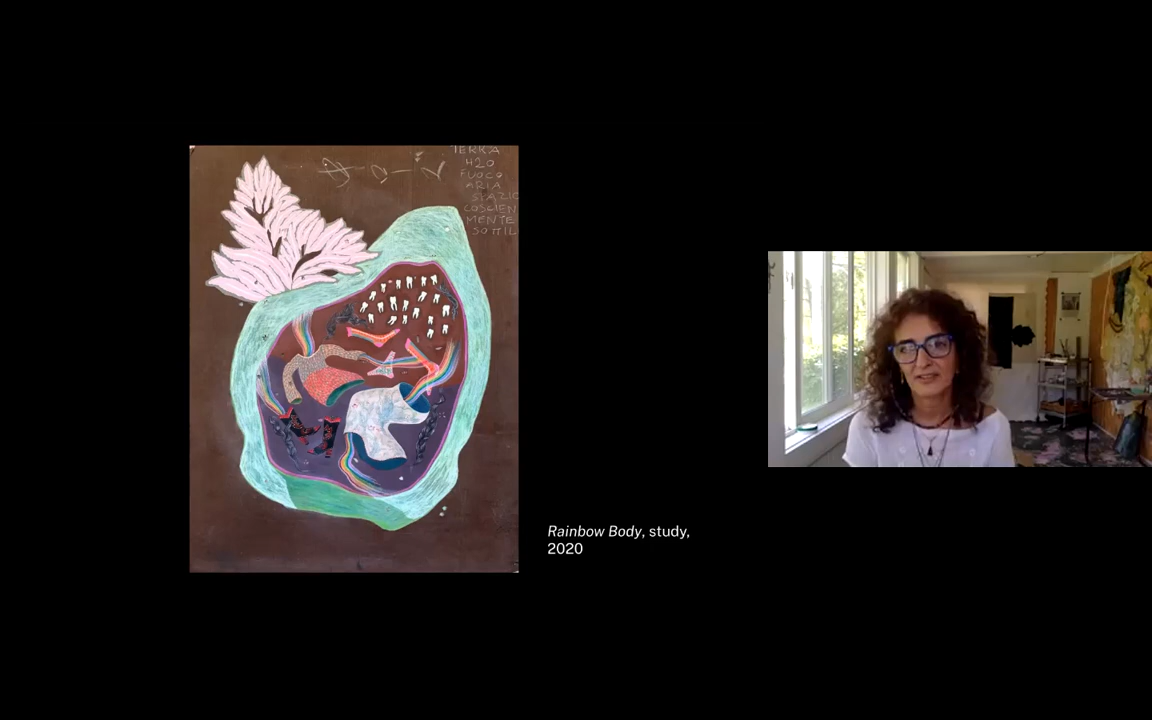 TERRA
H2O
FUOCO
ARIA
SPAZIO
COSCIEN
MENTE
SOTTIL
Rainbow Body, study,
2020